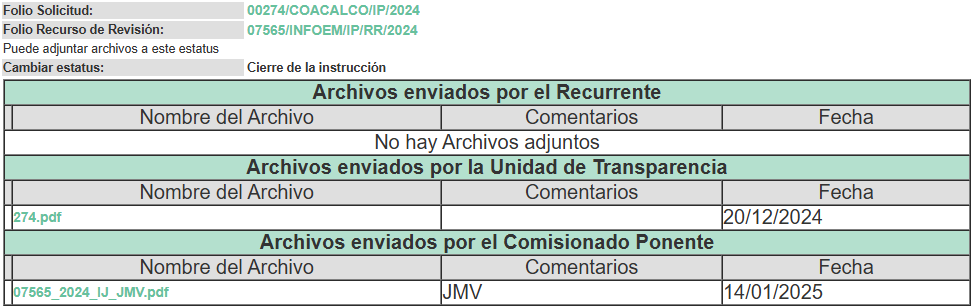 Folio Solicitud: 00274/COACALCO/IP/2024
Folio Recurso de Revisión: 07565/INFOEM/IP/RR/2024
Puede adjuntar archivos a este estatus
Cambiar estatus: Cierre de la instrucción
Archivos enviados por el Recurrente
Nombre del Archivo Comentarios Fecha
No hay Archivos adjuntos
Archivos enviados por la Unidad de Transparencia
Nombre del Archivo Comentarios Fecha
274.pdf 20/12/2024
Archivos enviados por el Comisionado Ponente
Nombre del Archivo Comentarios Fecha
07565_2024_IJ_JMV.pdf JMV 14/01/2025